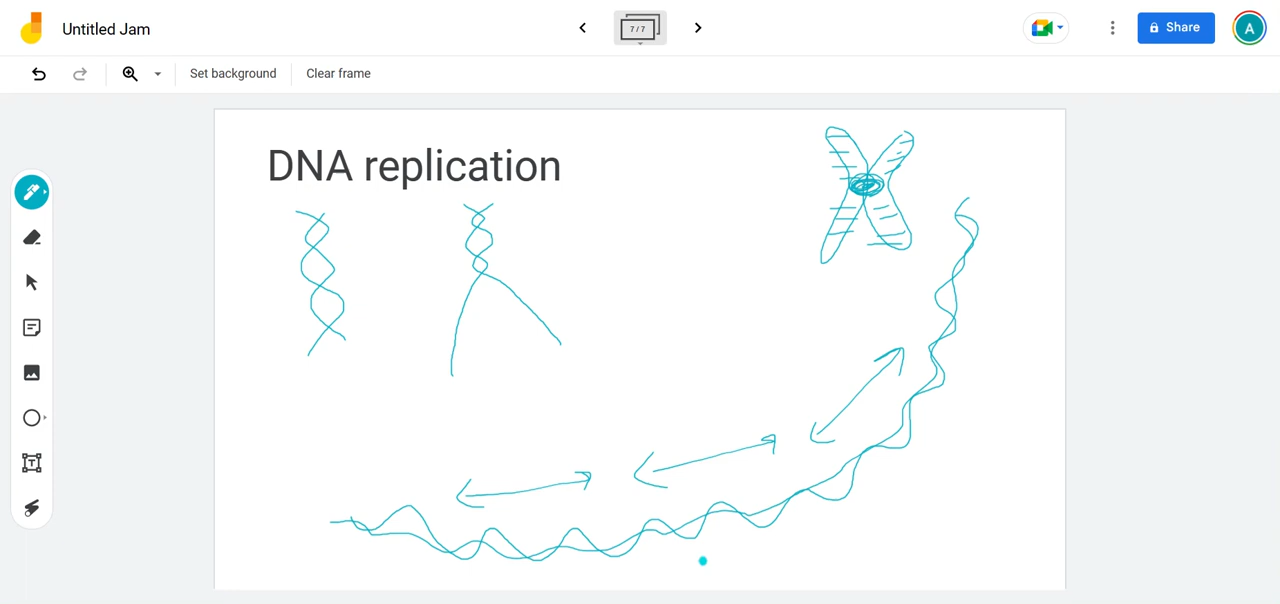 Untitled Jam
7 / 7
Share
A
Set background
Clear frame
DNA replication
T